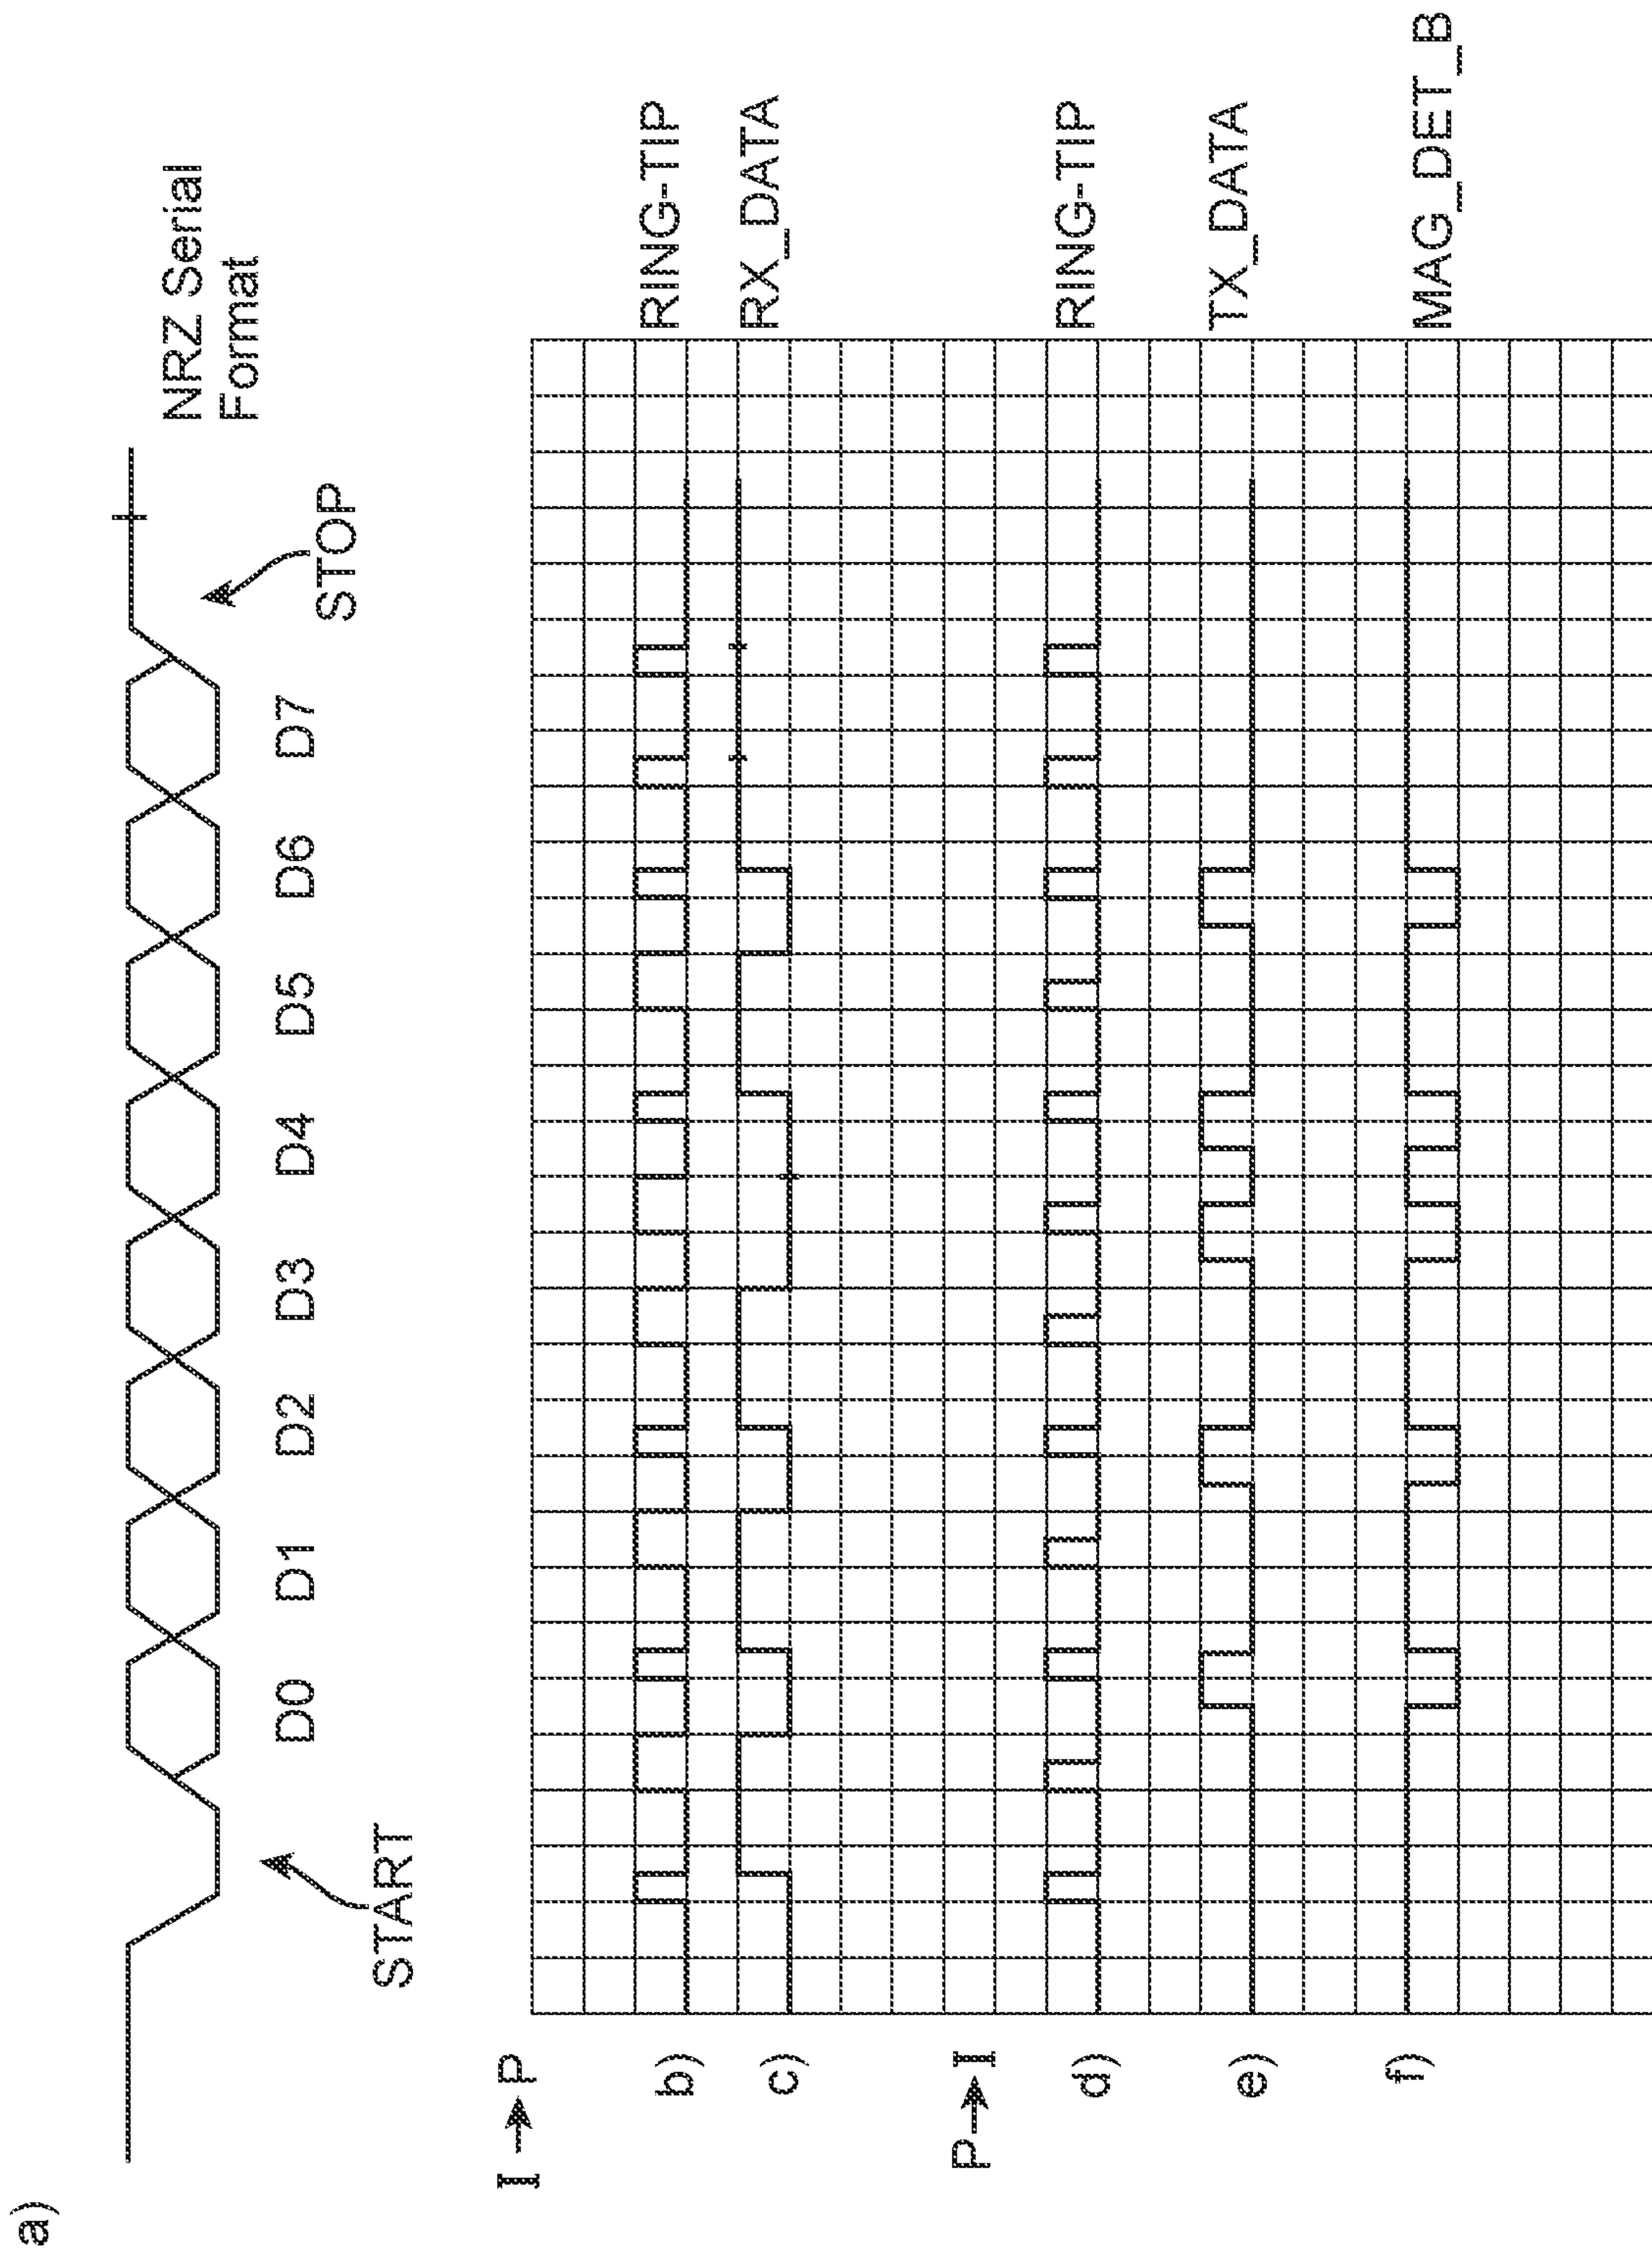 a)
NRZ Serial
Format
START
D0 D1 D2 D3 D4 D5 D6 D7
STOP
I→P
b) RING-TIP
c) RX_DATA
P→I
d) RING-TIP
e) TX_DATA
f) MAG_DET_B